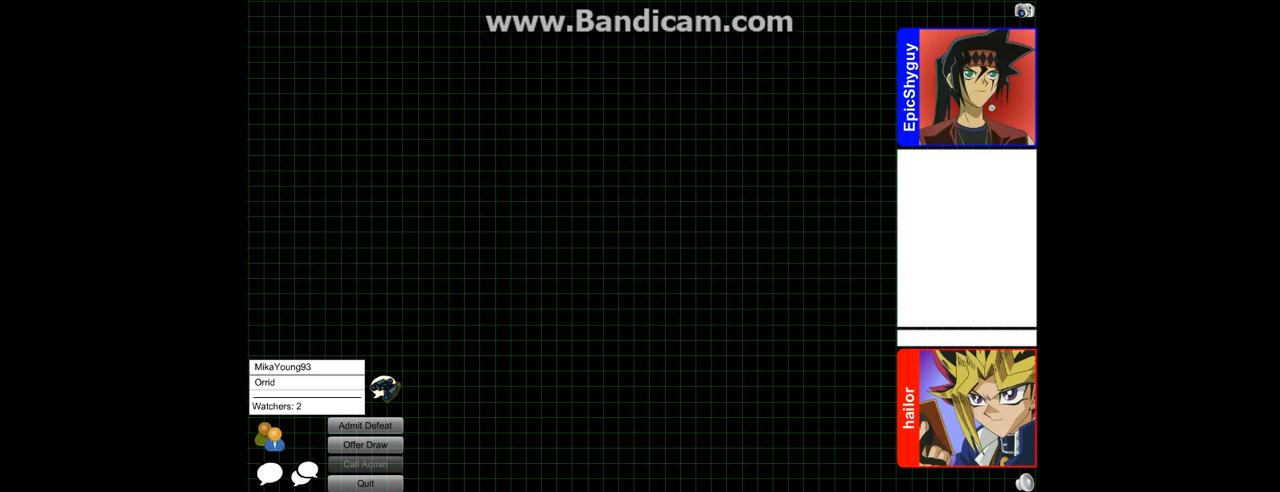 www.Bandicam.com
EpicShyguy
MikaYoung93
Orrid
Watchers: 2
Admit Defeat
Offer Draw
Call Admin
Quit
hailor